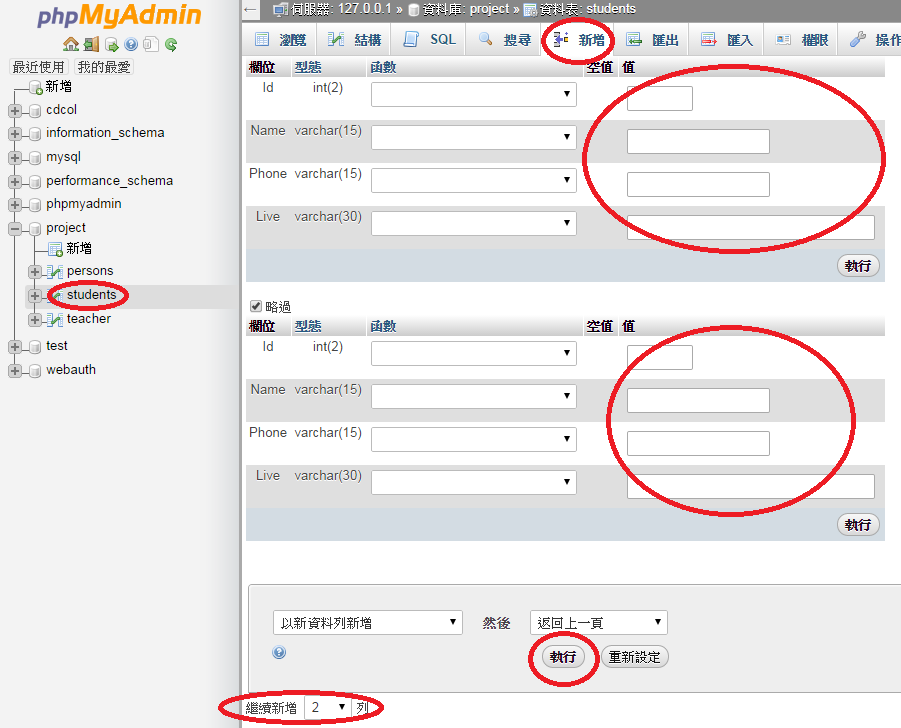 phpMyAdmin
最近使用 我的最愛
新增
cdcol
information_schema
mysql
performance_schema
phpmyadmin
project
新增
persons
students
teacher
test
webauth
伺服器: 127.0.0.1 » 資料庫: project » 資料表: students
瀏覽 結構 SQL 搜尋 新增 匯出 匯入 權限 操作
欄位 型態 函數 空值 值
Id int(2)
Name varchar(15)
Phone varchar(15)
Live varchar(30)
執行
略過
欄位 型態 函數 空值 值
Id int(2)
Name varchar(15)
Phone varchar(15)
Live varchar(30)
執行
以新資料列新增 然後 返回上一頁
執行 重新設定
繼續新增 2 列